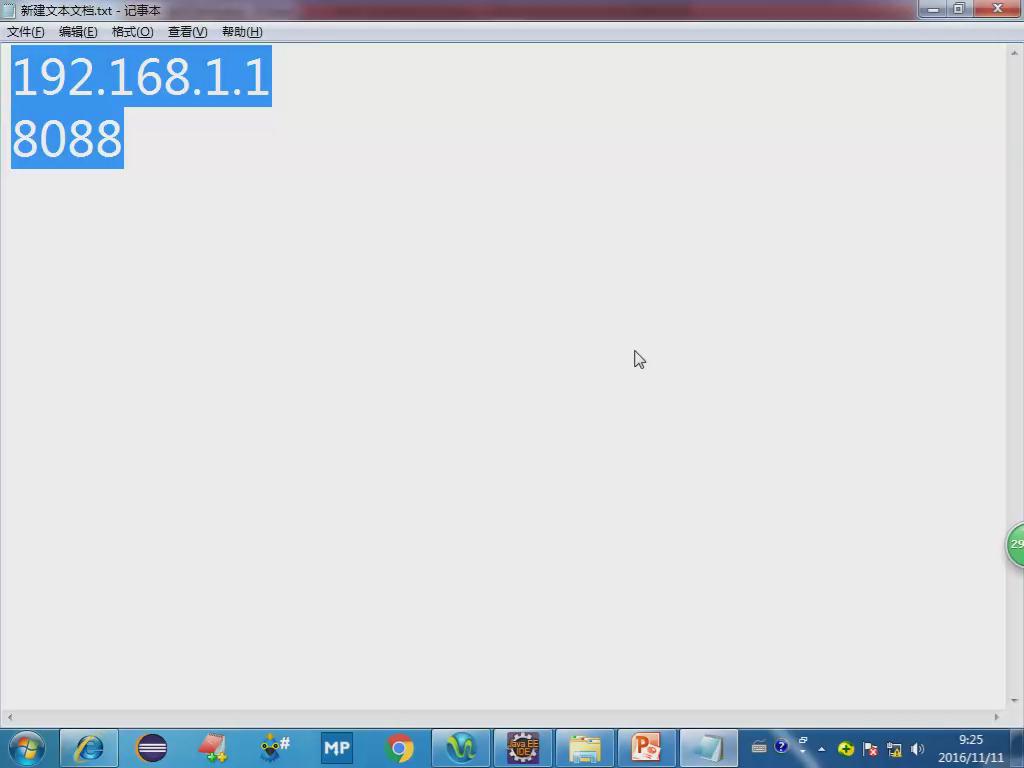 新建文本文档.txt - 记事本
文件(F) 编辑(E) 格式(O) 查看(V) 帮助(H)
192.168.1.1
8088
29
# MP Java EE IDE P ?
9:25
2016/11/11